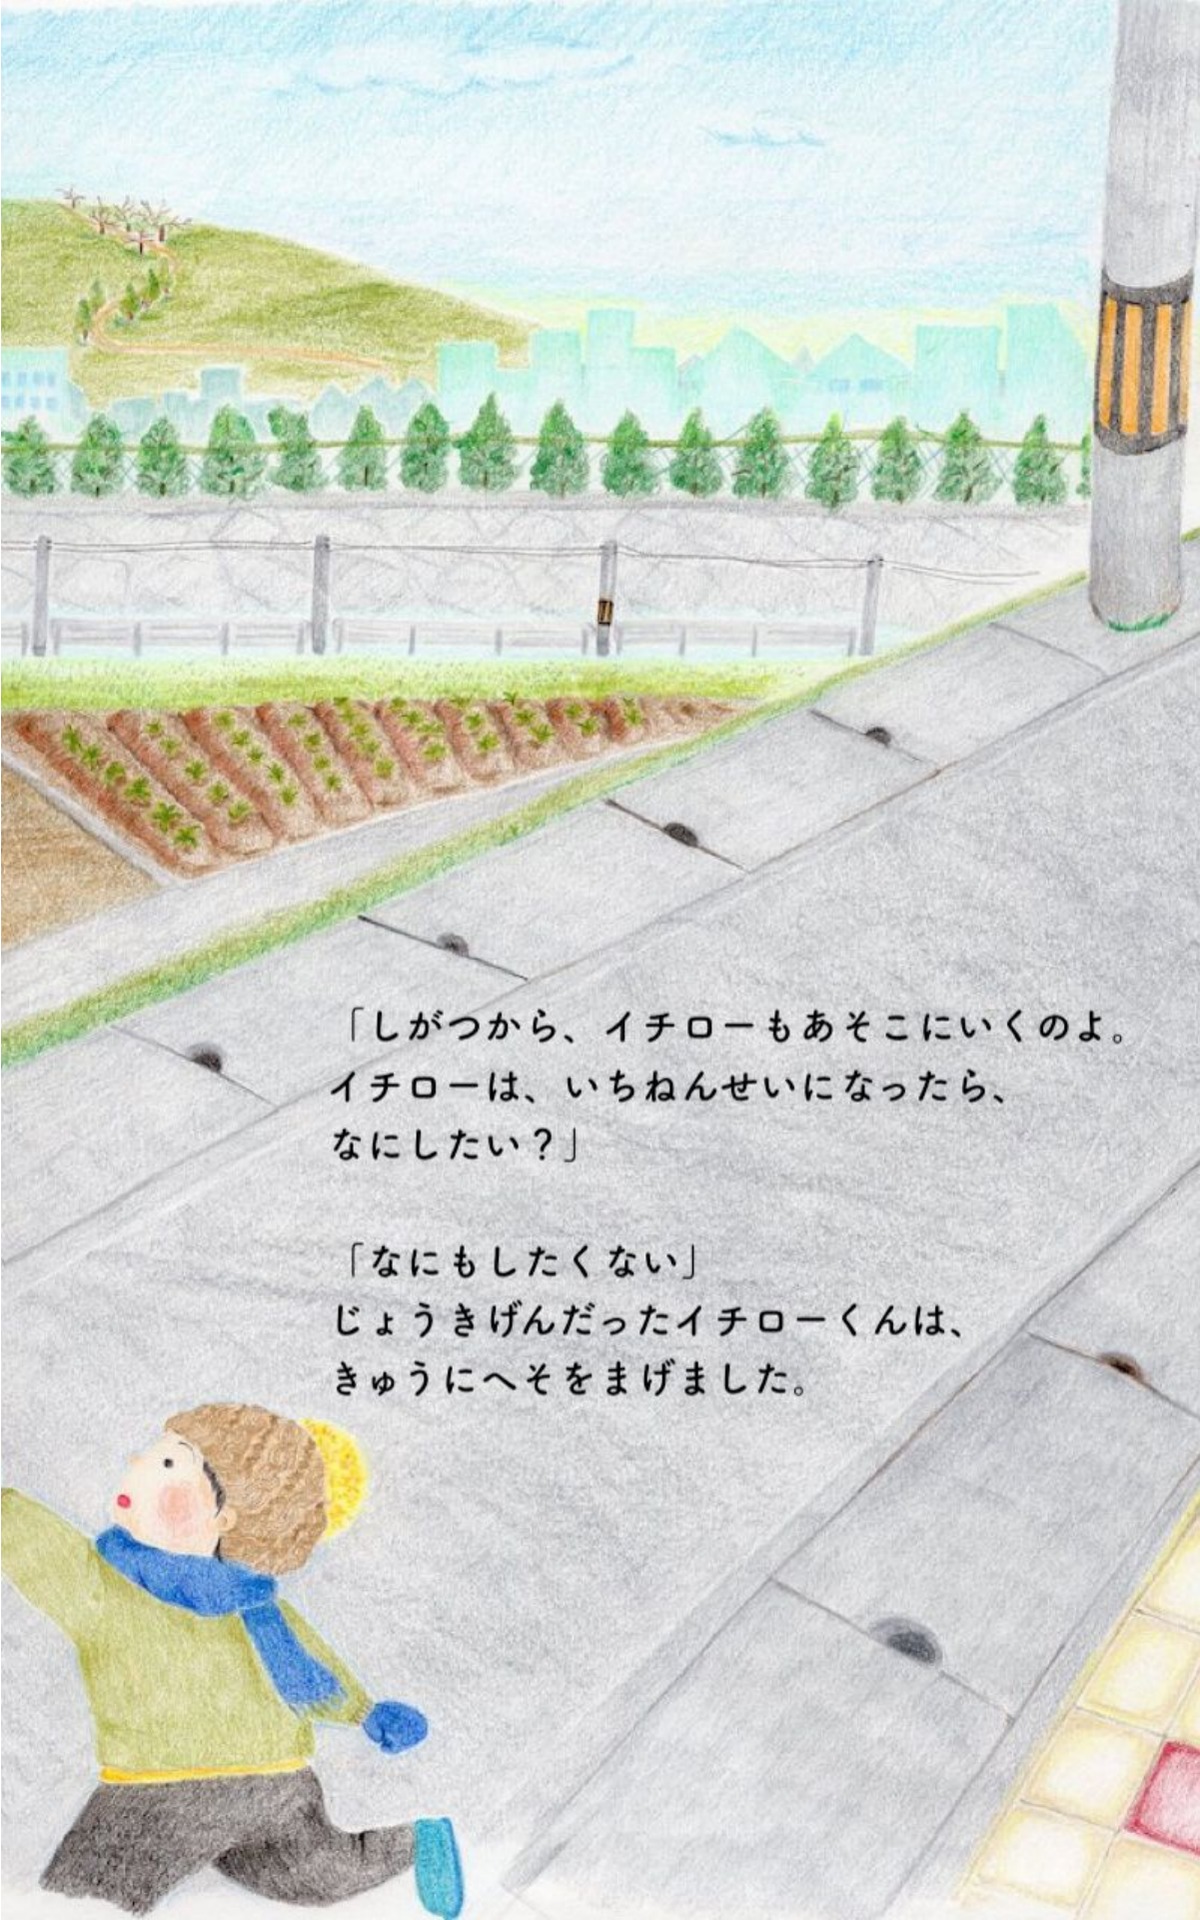 「しがつから、イチローもあそこにいくのよ。
イチローは、いちねんせいになったら、
なにしたい？」
「なにもしたくない」
じょうきげんだったイチローくんは、
きゅうにへそをまげました。